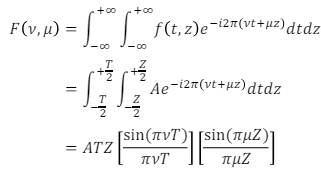 F(ν,μ) = ∫_{−∞}^{+∞} ∫_{−∞}^{+∞} f(t,z)e^{−i2π(νt+μz)}dtdz
= ∫_{−T/2}^{+T/2} ∫_{−Z/2}^{+Z/2} Ae^{−i2π(νt+μz)}dtdz
= ATZ [sin(πνT)/πνT] [sin(πμZ)/πμZ]